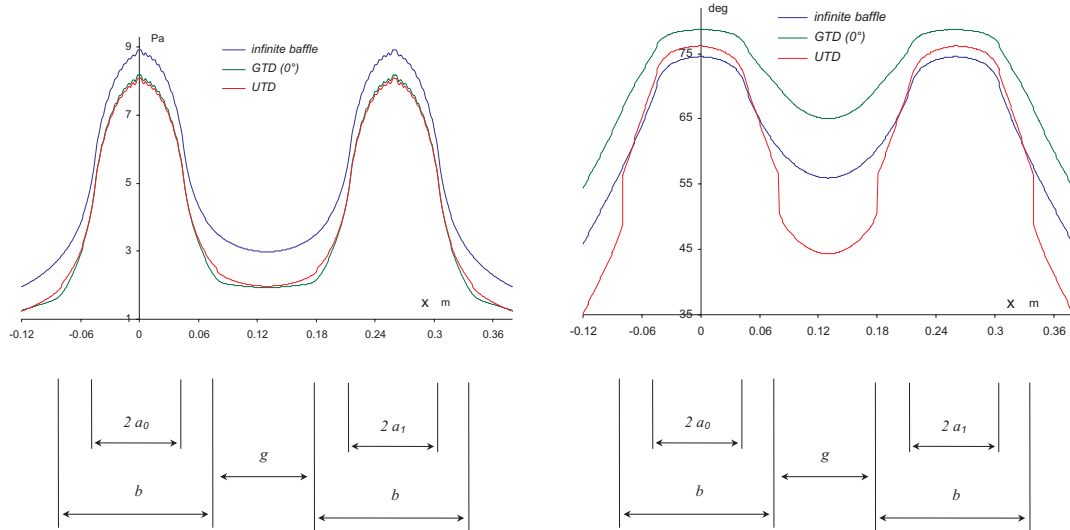 Pa
9
7
5
3
1
infinite baffle
GTD (0°)
UTD
x m
-0.12 -0.06 0 0.06 0.12 0.18 0.24 0.3 0.36
2 a₀
2 a₁
g
b
b
deg
75
65
55
45
35
infinite baffle
GTD (0°)
UTD
x m
-0.12 -0.06 0 0.06 0.12 0.18 0.24 0.3 0.36
2 a₀
2 a₁
g
b
b